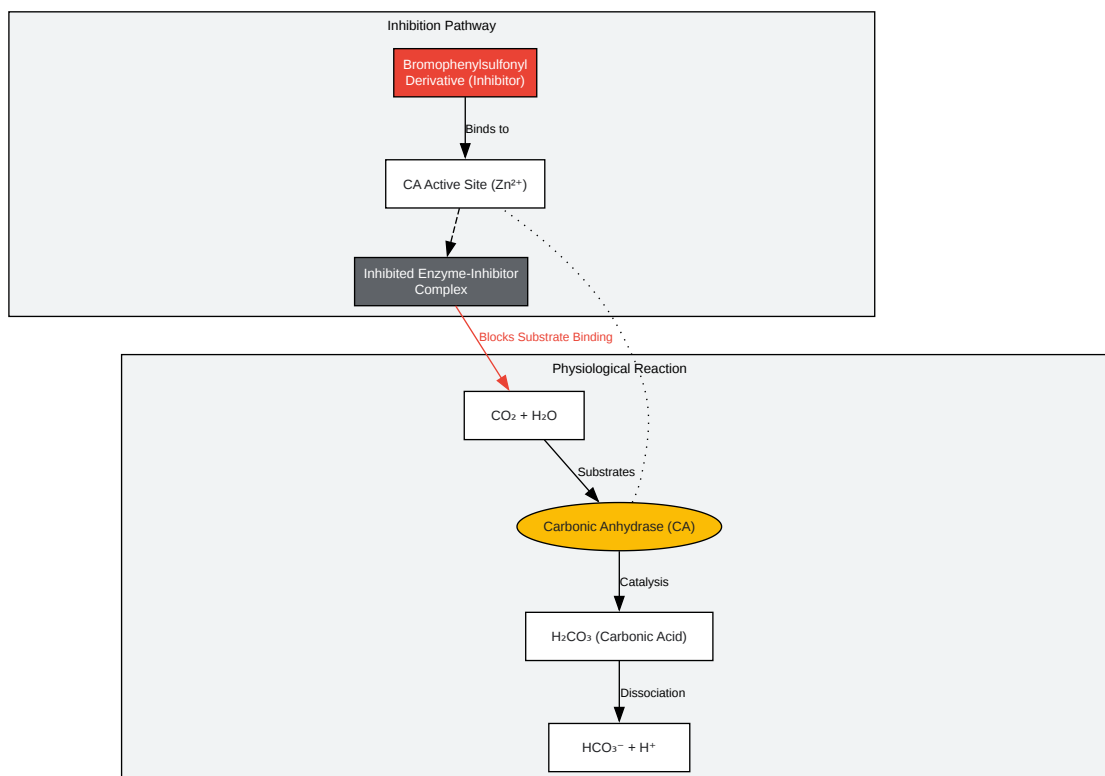 Inhibition Pathway
Bromophenylsulfonyl
Derivative (Inhibitor)
Binds to
CA Active Site (Zn²⁺)
Inhibited Enzyme-Inhibitor
Complex
Blocks Substrate Binding
Physiological Reaction
CO₂ + H₂O
Substrates
Carbonic Anhydrase (CA)
Catalysis
H₂CO₃ (Carbonic Acid)
Dissociation
HCO₃⁻ + H⁺